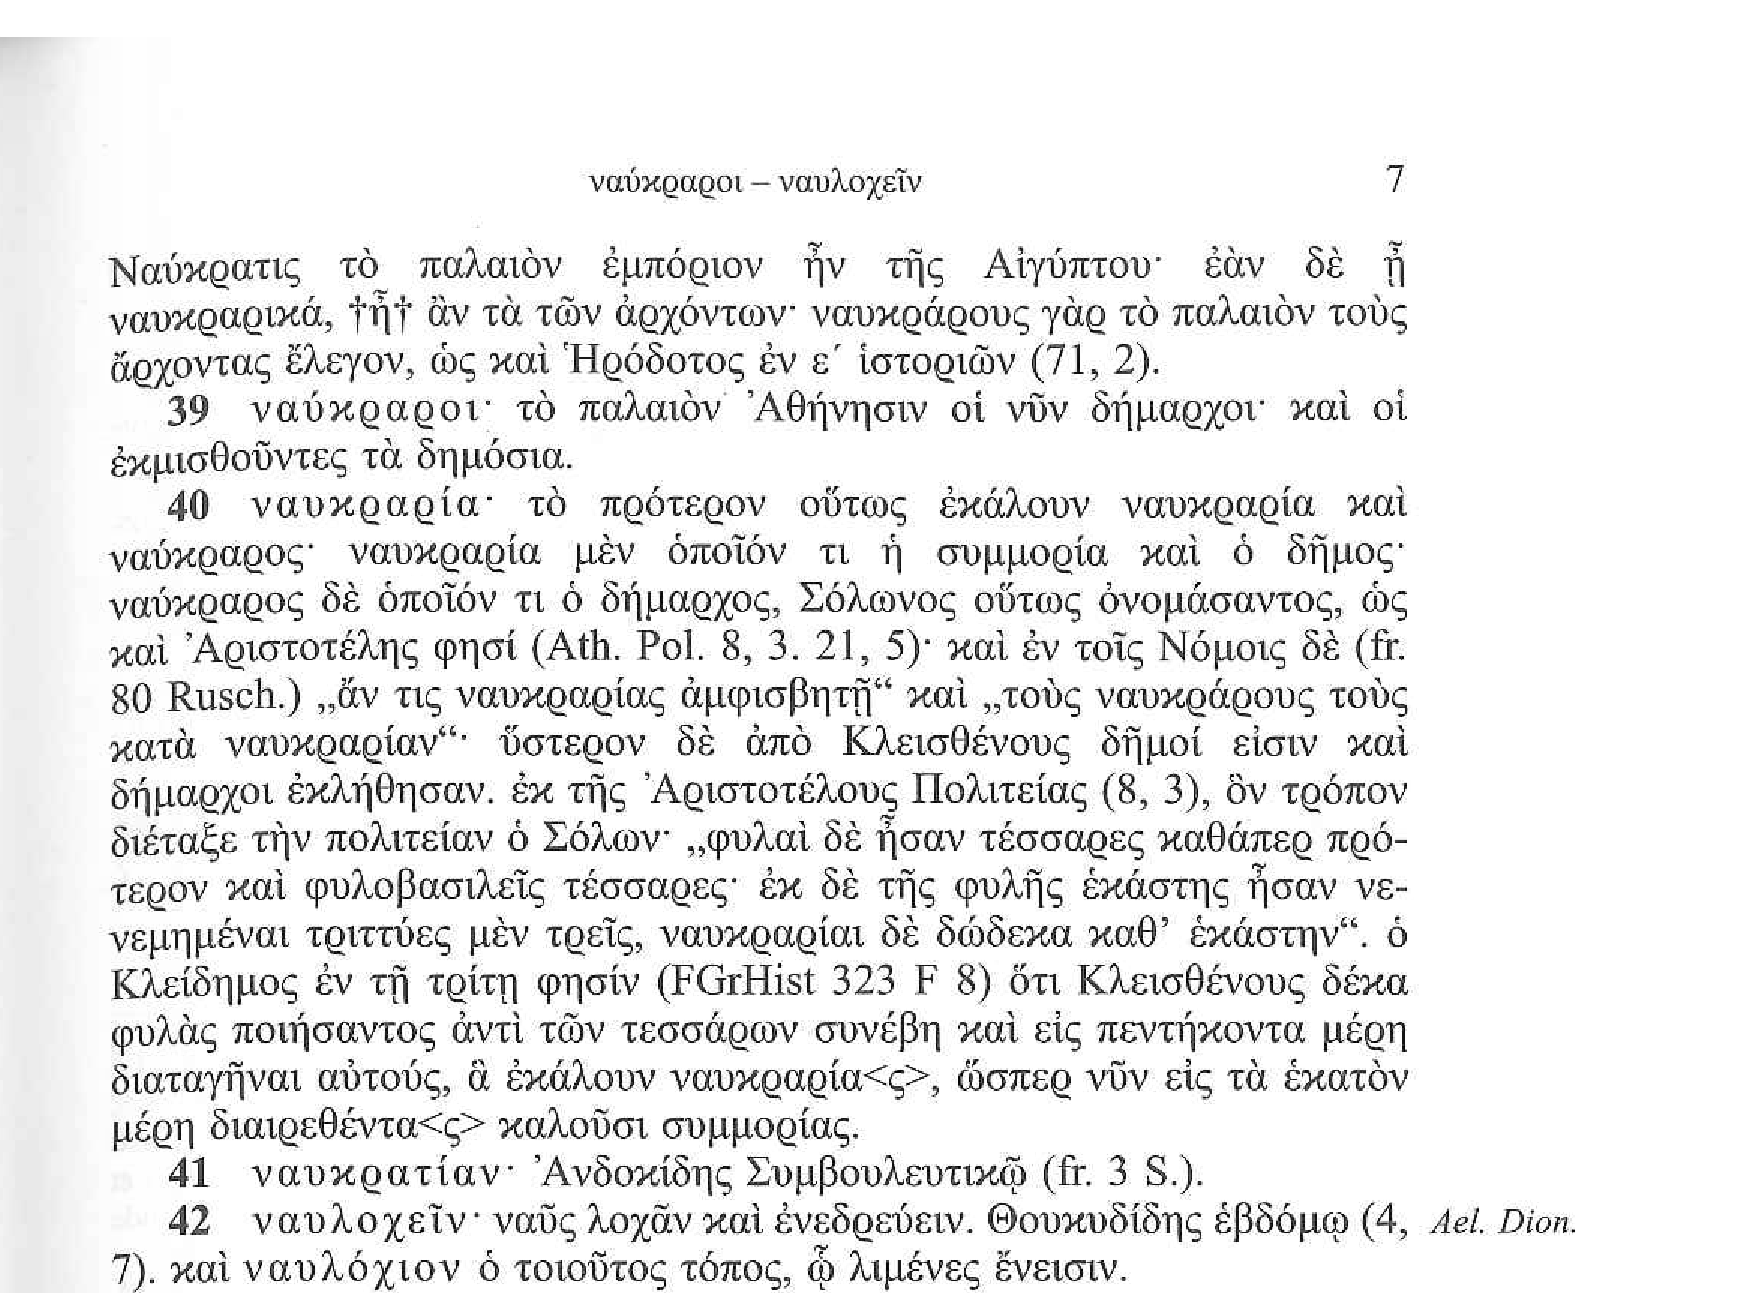 ναύκραροι – ναυλοχεῖν 7
Ναύκρατις τὸ παλαιὸν ἐμπόριον ἦν τῆς Αἰγύπτου· ἐὰν δὲ ᾖ
ναυκραρικά, †ἦ† ἂν τὰ τῶν ἀρχόντων· ναυκράρους γὰρ τὸ παλαιὸν τοὺς
ἄρχοντας ἔλεγον, ὡς καὶ Ἡρόδοτος ἐν ε´ ἱστοριῶν (71, 2).
39 ναύκραροι· τὸ παλαιὸν Ἀθήνησιν οἱ νῦν δήμαρχοι· καὶ οἱ
ἐκμισθοῦντες τὰ δημόσια.
40 ναυκραρία· τὸ πρότερον οὕτως ἐκάλουν ναυκραρία καὶ
ναύκραρος· ναυκραρία μὲν ὁποῖόν τι ἡ συμμορία καὶ ὁ δῆμος·
ναύκραρος δὲ ὁποῖόν τι ὁ δήμαρχος, Σόλωνος οὕτως ὀνομάσαντος, ὡς
καὶ Ἀριστοτέλης φησί (Ath. Pol. 8, 3. 21, 5)· καὶ ἐν τοῖς Νόμοις δὲ (fr.
80 Rusch.) „ἄν τις ναυκραρίας ἀμφισβητῇ“ καὶ „τοὺς ναυκράρους τοὺς
κατὰ ναυκραρίαν“· ὕστερον δὲ ἀπὸ Κλεισθένους δῆμοί εἰσιν καὶ
δήμαρχοι ἐκλήθησαν. ἐκ τῆς Ἀριστοτέλους Πολιτείας (8, 3), ὃν τρόπον
διέταξε τὴν πολιτείαν ὁ Σόλων· „φυλαὶ δὲ ἦσαν τέσσαρες καθάπερ πρό-
τερον καὶ φυλοβασιλεῖς τέσσαρες· ἐκ δὲ τῆς φυλῆς ἑκάστης ἦσαν νε-
νεμημέναι τριττύες μὲν τρεῖς, ναυκραρίαι δὲ δώδεκα καθ’ ἑκάστην“. ὁ
Κλείδημος ἐν τῇ τρίτῃ φησίν (FGrHist 323 F 8) ὅτι Κλεισθένους δέκα
φυλὰς ποιήσαντος ἀντὶ τῶν τεσσάρων συνέβη καὶ εἰς πεντήκοντα μέρη
διαταγῆναι αὐτούς, ἃ ἐκάλουν ναυκραρία<ς>, ὥσπερ νῦν εἰς τὰ ἑκατὸν
μέρη διαιρεθέντα<ς> καλοῦσι συμμορίας.
41 ναυκρατίαν· Ἀνδοκίδης Συμβουλευτικῷ (fr. 3 S.).
42 ναυλοχεῖν· ναῦς λοχᾶν καὶ ἐνεδρεύειν. Θουκυδίδης ἑβδόμῳ (4, Ael. Dion.
7). καὶ ναυλόχιον ὁ τοιοῦτος τόπος, ᾧ λιμένες ἔνεισιν.